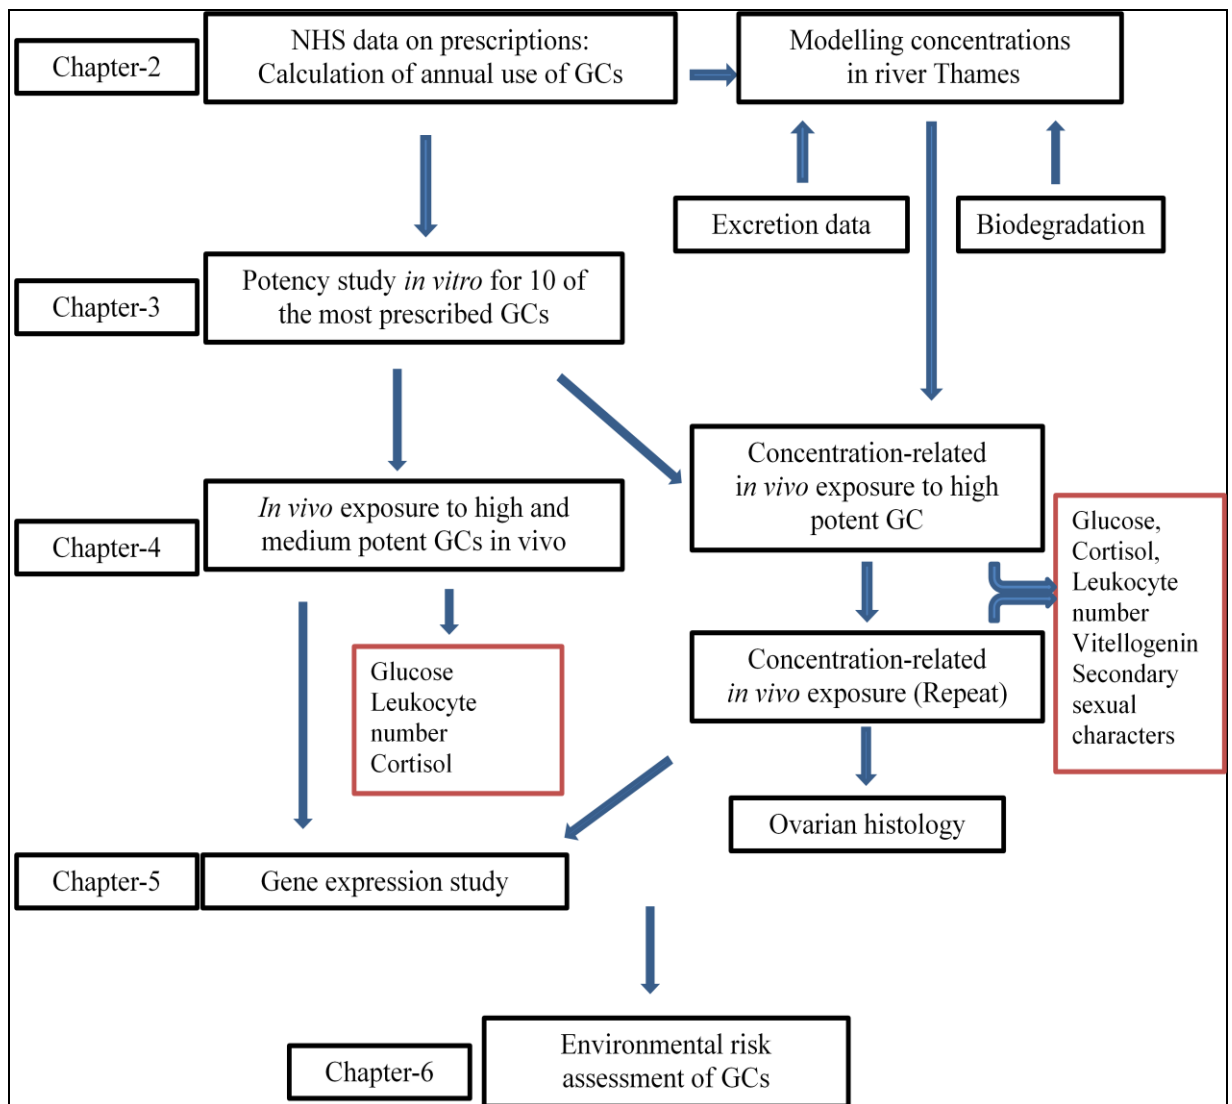 Chapter-2
NHS data on prescriptions:
Calculation of annual use of GCs
Modelling concentrations
in river Thames
Excretion data
Biodegradation
Chapter-3
Potency study in vitro for 10 of
the most prescribed GCs
Chapter-4
In vivo exposure to high and
medium potent GCs in vivo
Concentration-related
in vivo exposure to high
potent GC
Glucose,
Cortisol,
Leukocyte
number
Vitellogenin
Secondary
sexual
characters
Glucose
Leukocyte
number
Cortisol
Concentration-related
in vivo exposure (Repeat)
Ovarian histology
Chapter-5
Gene expression study
Chapter-6
Environmental risk
assessment of GCs